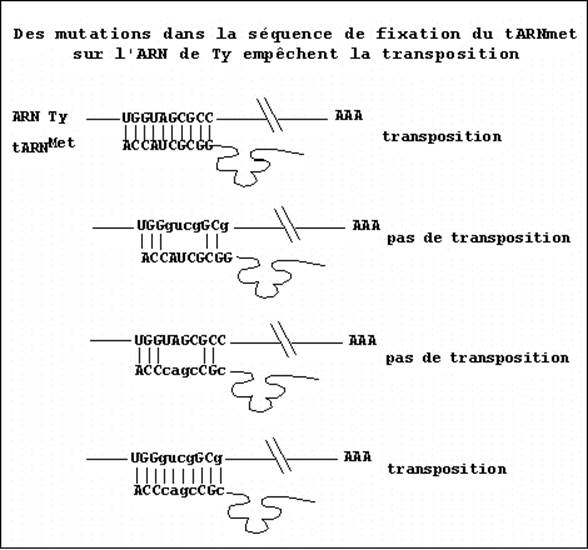 Des mutations dans la séquence de fixation du tARNmet
sur l'ARN de Ty empêchent la transposition
ARN Ty UGGUAGCGCC AAA
tARNMet ACCAUCGCGG transposition
UGGgucgGCg AAA
pas de transposition
ACCAUCGCGG
UGGUAGCGCC AAA
pas de transposition
ACCcagcCGc
UGGgucgGCg AAA
transposition
ACCcagcCGc